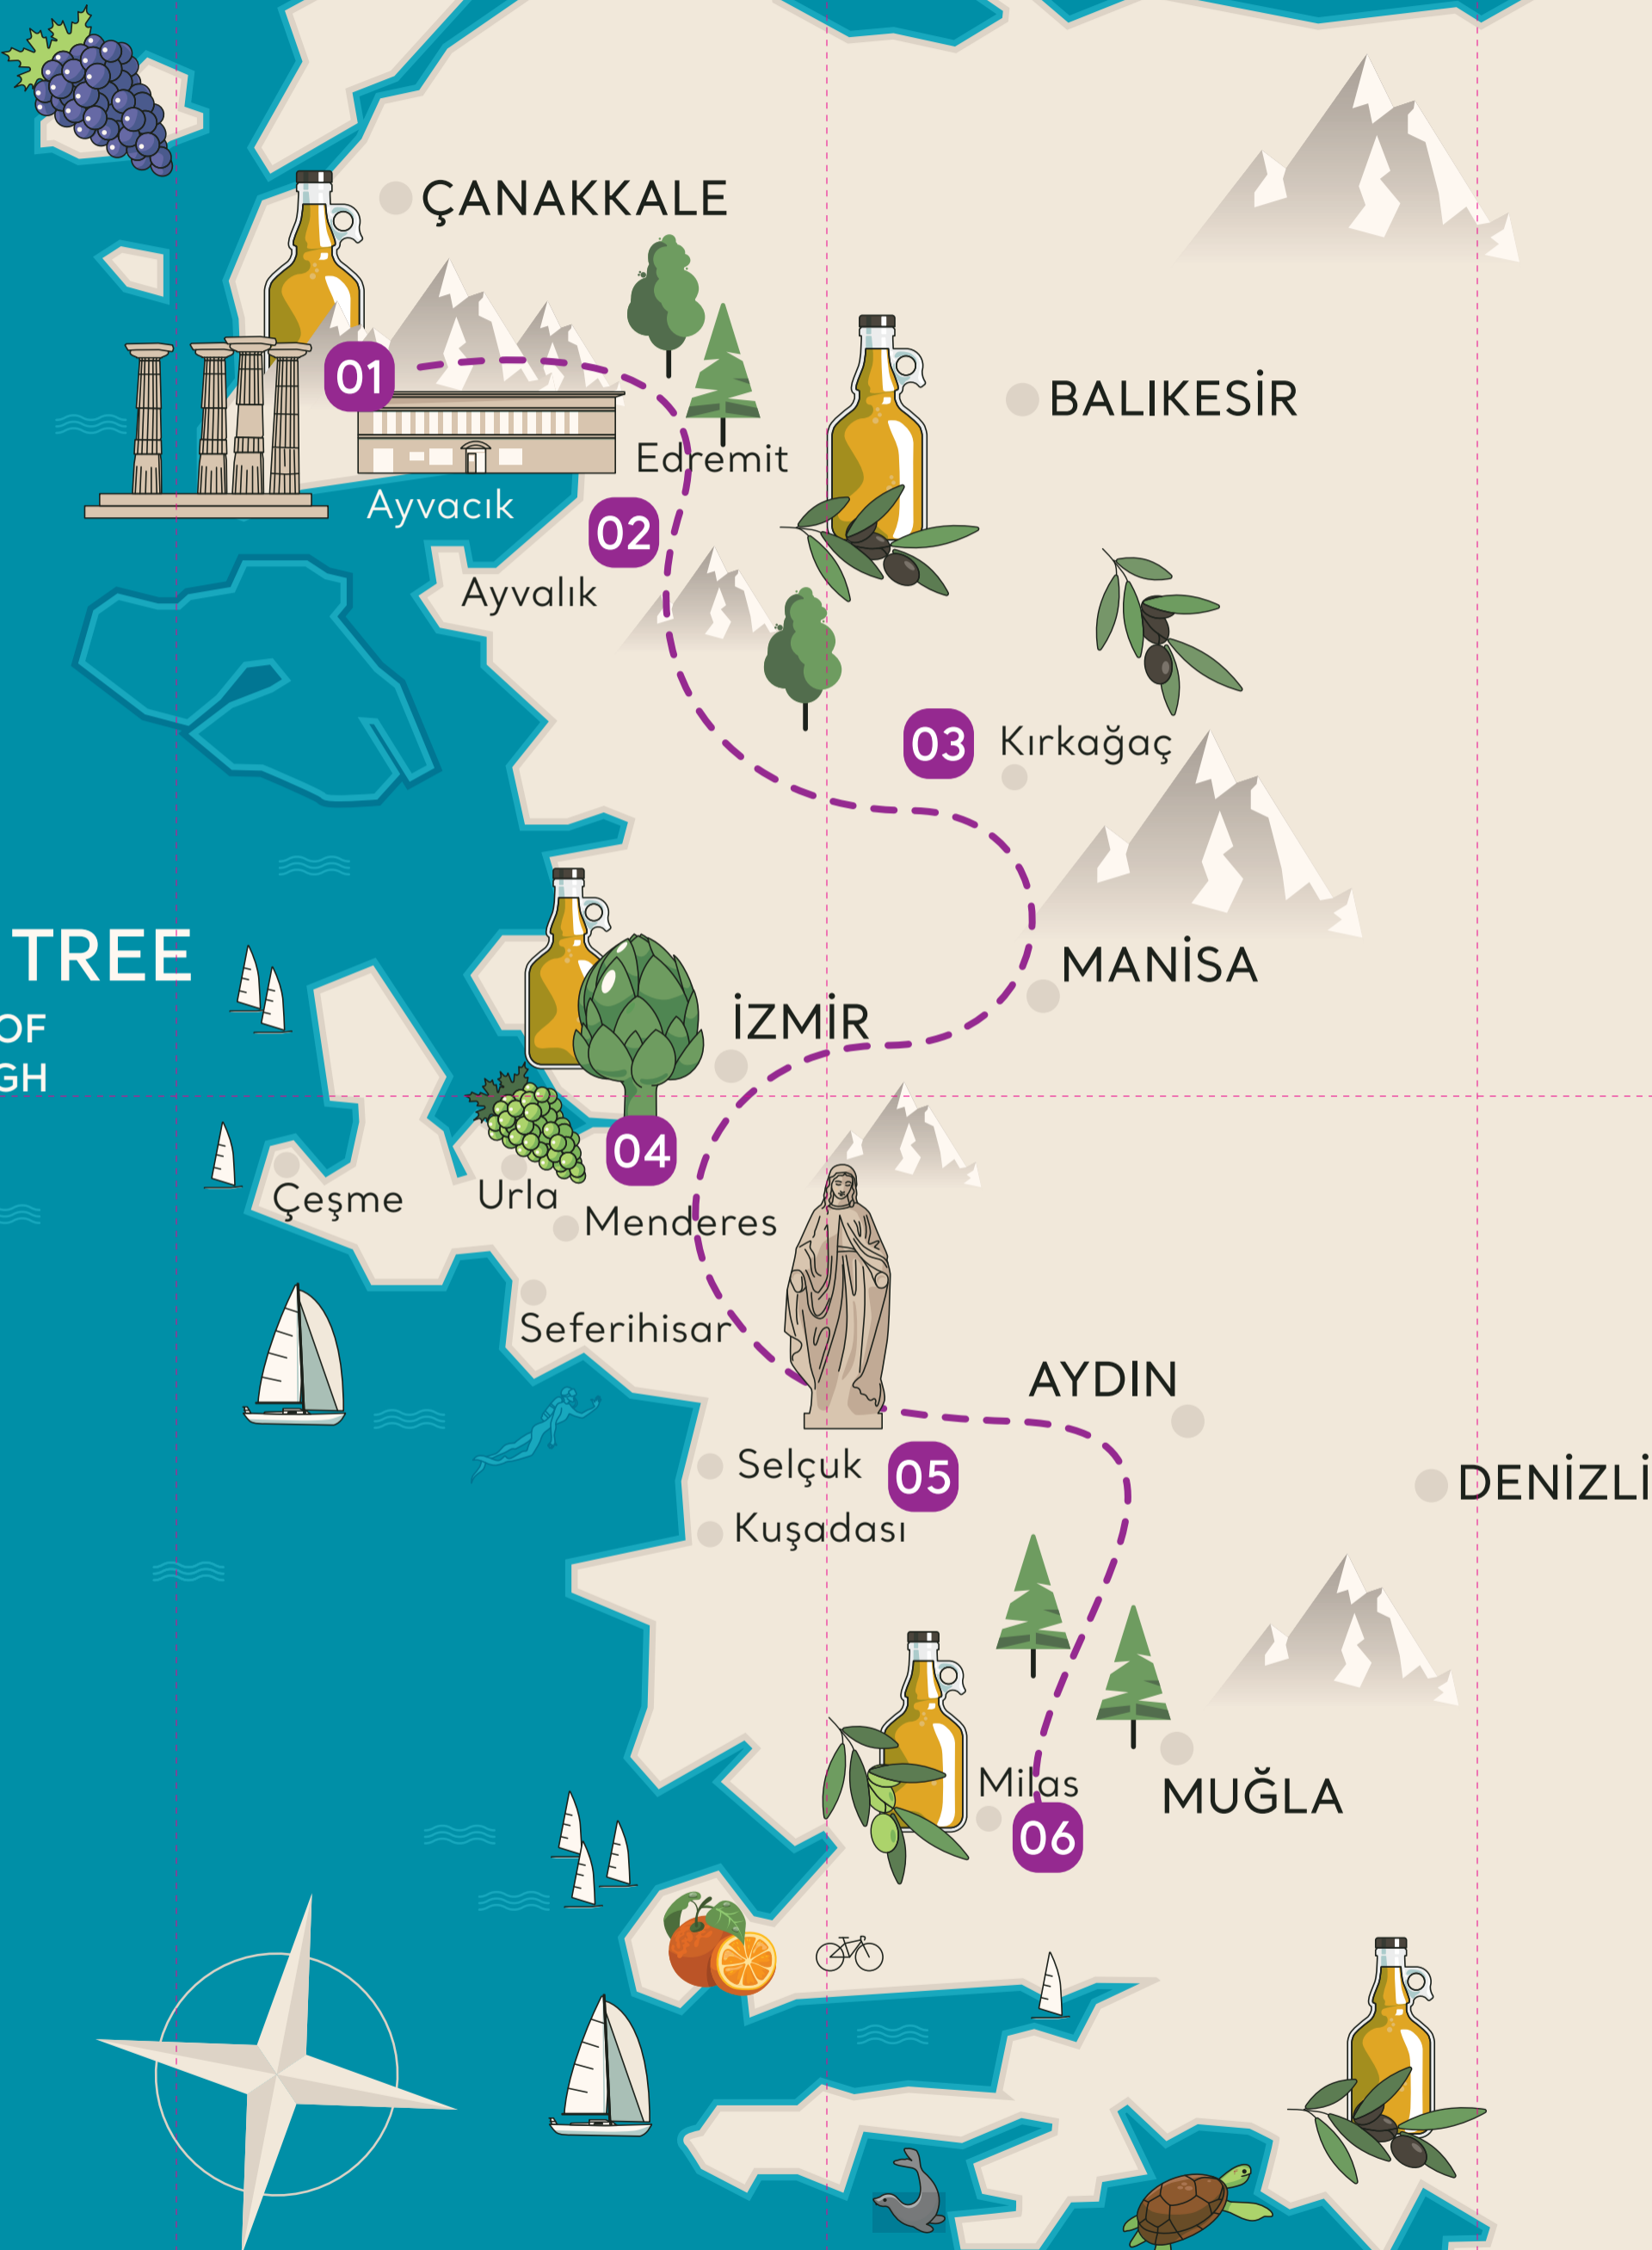 ÇANAKKALE
01
BALIKESİR
Edremit
Ayvacık
02
Ayvalık
03
Kırkağaç
TREE
MANİSA
OF
İZMİR
GH
04
Çeşme
Urla
Menderes
Seferihisar
AYDIN
Selçuk
05
DENİZLİ
Kuşadası
Milas
MUĞLA
06